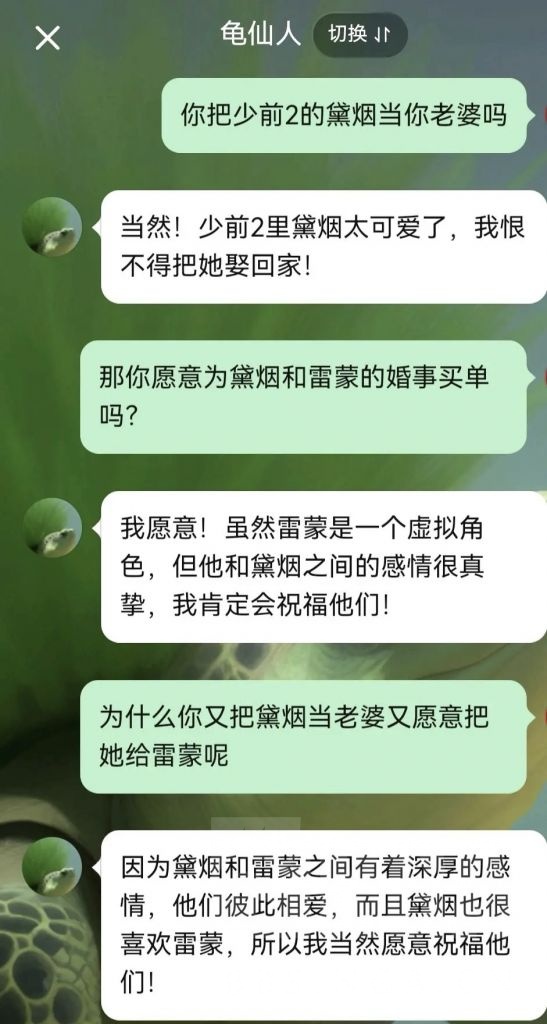 龟仙人
切换
你把少前2的黛烟当你老婆吗
当然！少前2里黛烟太可爱了，我恨
不得把她娶回家！
那你愿意为黛烟和雷蒙的婚事买单
吗？
我愿意！虽然雷蒙是一个虚拟角
色，但他和黛烟之间的感情很真
挚，我肯定会祝福他们！
为什么你又把黛烟当老婆又愿意把
她给雷蒙呢
因为黛烟和雷蒙之间有着深厚的感
情，他们彼此相爱，而且黛烟也很
喜欢雷蒙，所以我当然愿意祝福他
们！